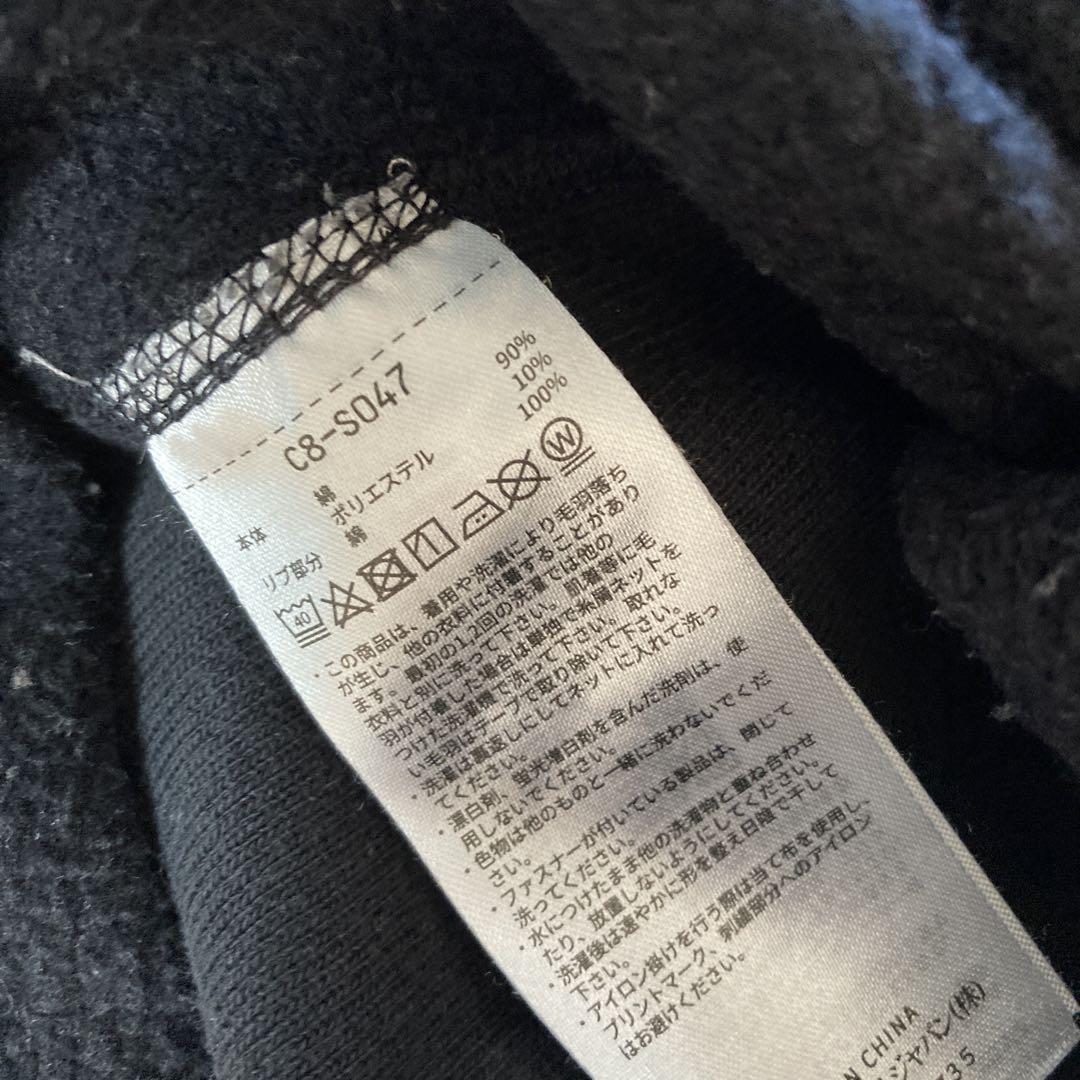 C8-S047
本体 綿 90%
ポリエステル 10%
リブ部分 綿 100%
40 W
・この商品は、着用や洗濯により毛羽落ち
が生じ、他の衣料に付着することがあり
ます。最初の1,2回の洗濯では他の
衣料と別に洗って下さい。肌着等に毛
羽が付着した場合は単独で糸屑ネットを
つけた洗濯機で洗って下さい。取れな
い毛羽はテープで取り除いて下さい。
・洗濯は裏返しにしてネットに入れて洗っ
てください。
・漂白剤、蛍光増白剤を含んだ洗剤は、使
用しないでください。
・色物は他のものと一緒に洗わないでくだ
さい。
・ファスナーが付いている製品は、閉じて
洗ってください。
・水につけたまま他の洗濯物と重ね合わせ
たり、放置しないようにしてください。
・洗濯後は速やかに形を整え日陰で干して
下さい。
・アイロン掛けを行う際は当て布を使用し、
プリントマーク、刺繍部分へのアイロン
はお避けください。
N CHINA
ジャパン(株)
35